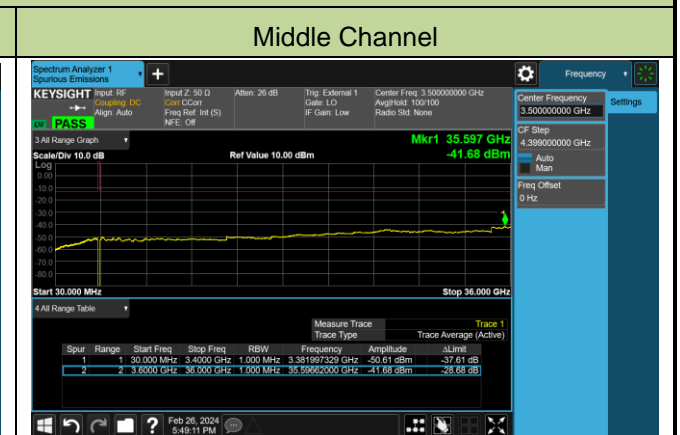 Middle Channel
Spectrum Analyzer 1
Spurious Emissions
+
Frequency
KEYSIGHT
Input: RF
Coupling: DC
Align: Auto
Input Z: 50 Ω
Corr CCorr
Freq Ref: Int (S)
NFE: Off
Atten: 26 dB
Trig: External 1
Gate: LO
IF Gain: Low
Center Freq: 3.500000000 GHz
Avg|Hold: 100/100
Radio Std: None
PASS
Center Frequency
3.500000000 GHz
Settings
CF Step
4.399000000 GHz
Auto
Man
Freq Offset
0 Hz
3 All Range Graph
Mkr1 35.597 GHz
Scale/Div 10.0 dB
Ref Value 10.00 dBm
-41.68 dBm
Log
0.00
-10.0
-20.0
-30.0
-40.0
-50.0
-60.0
-70.0
-80.0
1
Start 30.000 MHz
Stop 36.000 GHz
4 All Range Table
Measure Trace Trace 1
Trace Type Trace Average (Active)
Spur Range Start Freq Stop Freq RBW Frequency Amplitude ΔLimit
1 1 30.000 MHz 3.4000 GHz 1.000 MHz 3.381997329 GHz -50.61 dBm -37.61 dB
2 2 3.6000 GHz 36.000 GHz 1.000 MHz 35.59662000 GHz -41.68 dBm -28.68 dB
?
Feb 26, 2024
5:49:11 PM